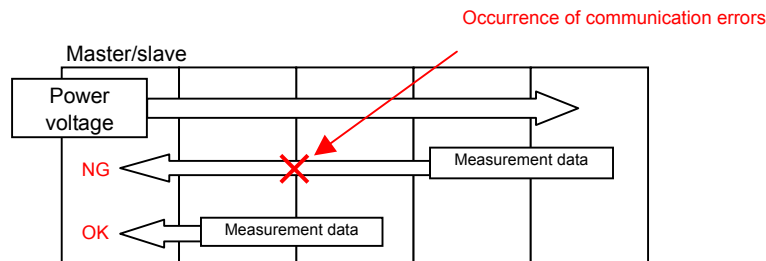 Occurrence of communication errors
Master/slave
Power
voltage
NG
Measurement data
OK
Measurement data